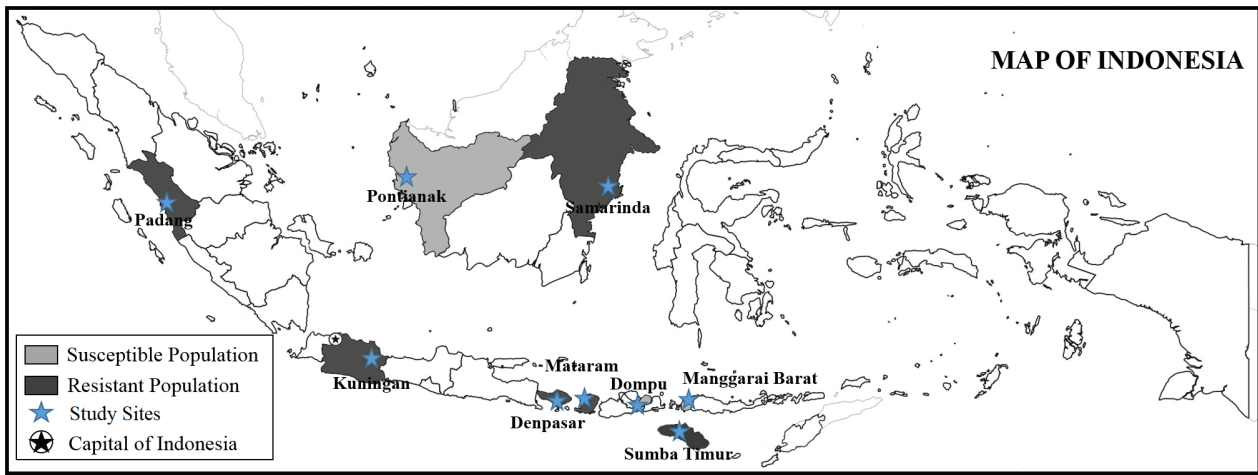 MAP OF INDONESIA
Pontianak
Samarinda
Padang
Kuningan
Mataram
Denpasar
Dompu
Manggarai Barat
Sumba Timur
Susceptible Population
Resistant Population
Study Sites
Capital of Indonesia